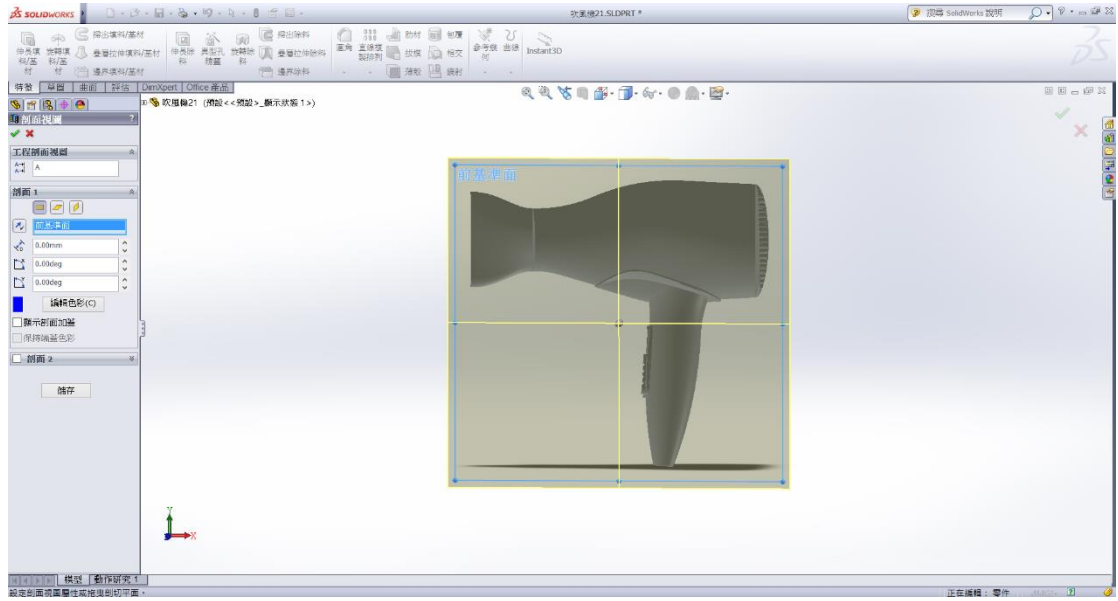 SOLIDWORKS
吹風機21.SLDPRT *
搜尋 SolidWorks 說明
伸長填料/基材
旋轉填料/基材
掃出填料/基材
疊層拉伸填料/基材
邊界填料/基材
伸長除料
異型孔精靈
旋轉除料
掃出除料
疊層拉伸除料
邊界除料
圓角
直線複製排列
肋材
拔模
薄殼
包覆
相交
鏡射
參考幾何
曲線
Instant3D
特徵 草圖 曲面 評估 DimXpert Office 產品
吹風機21 (預設<<預設>_顯示狀態 1>)
剖面視圖 ?
工程剖面視圖
A
剖面 1
前基準面
0.00mm
0.00deg
0.00deg
編輯色彩(C)
顯示剖面加蓋
保持端蓋色彩
剖面 2
儲存
前基準面
Y
X
模型 動作研究 1
設定剖面視圖屬性或拖曳剖切平面。
正在編輯: 零件